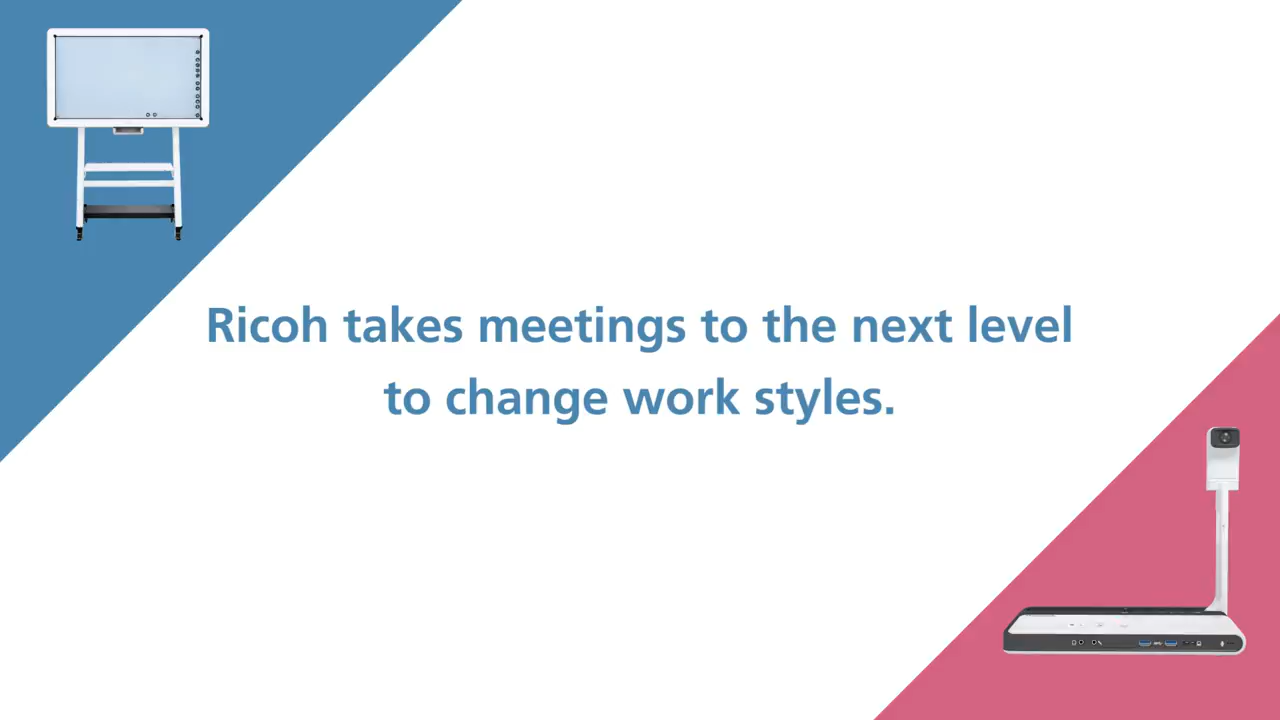 Ricoh takes meetings to the next level
to change work styles.